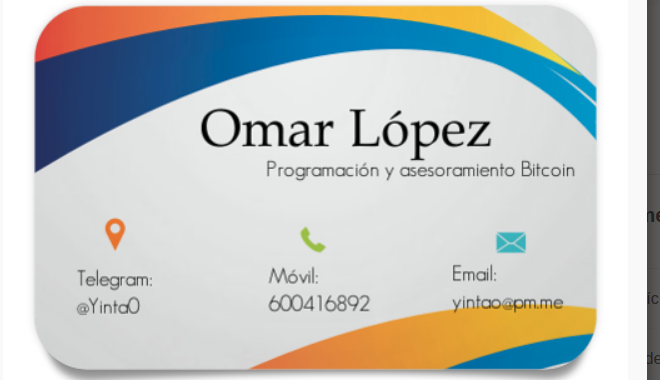 Omar López
Programación y asesoramiento Bitcoin
Telegram:
@Yinta0
Móvil:
600416892
Email:
yintao@pm.me